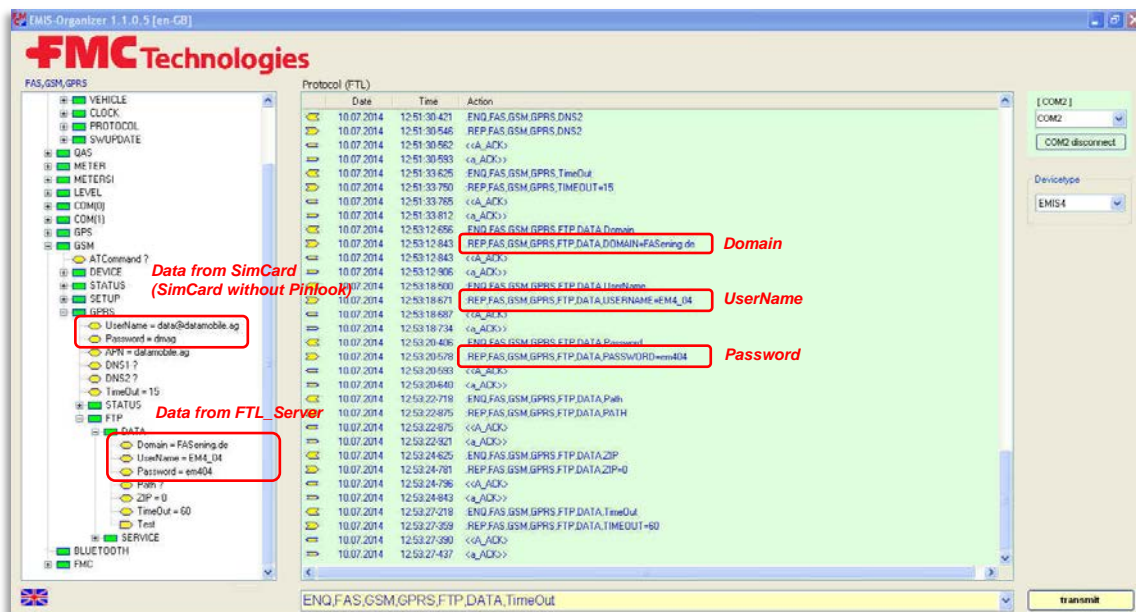 EMIS-Organizer 1.1.0.5 [en-GB]
FMC Technologies
FAS,GSM,GPRS
VEHICLE
CLOCK
PROTOCOL
SWUPDATE
QAS
METER
METERSI
LEVEL
COM(0)
COM(1)
GPS
GSM
ATCommand ?
DEVICE
STATUS
SETUP
GPRS
UserName = data@datamobile.ag
Password = dmag
APN = datamobile.ag
DNS1 ?
DNS2 ?
TimeOut = 15
STATUS
FTP
DATA
Domain = FASening.de
UserName = EM4_04
Password = em404
Path ?
ZIP = 0
TimeOut = 60
Test
SERVICE
BLUETOOTH
FMC
Data from SimCard
(SimCard without Pinlook)
Data from FTL_Server
Protocol (FTL)
Date Time Action
10.07.2014 12:51:30-421 :ENQ,FAS,GSM,GPRS,DNS2
10.07.2014 12:51:30-546 :REP,FAS,GSM,GPRS,DNS2
10.07.2014 12:51:30-562 <<A_ACK>
10.07.2014 12:51:30-593 <a_ACK>>
10.07.2014 12:51:33-625 :ENQ,FAS,GSM,GPRS,TimeOut
10.07.2014 12:51:33-750 :REP,FAS,GSM,GPRS,TIMEOUT=15
10.07.2014 12:51:33-765 <<A_ACK>
10.07.2014 12:51:33-812 <a_ACK>>
10.07.2014 12:53:12-656 :ENQ,FAS,GSM,GPRS,FTP,DATA,Domain
10.07.2014 12:53:12-843 :REP,FAS,GSM,GPRS,FTP,DATA,DOMAIN=FASening.de
10.07.2014 12:53:12-843 <<A_ACK>
10.07.2014 12:53:12-906 <a_ACK>>
10.07.2014 12:53:18-500 :ENQ,FAS,GSM,GPRS,FTP,DATA,UserName
10.07.2014 12:53:18-671 :REP,FAS,GSM,GPRS,FTP,DATA,USERNAME=EM4_04
10.07.2014 12:53:18-687 <<A_ACK>
10.07.2014 12:53:18-734 <a_ACK>>
10.07.2014 12:53:20-406 :ENQ,FAS,GSM,GPRS,FTP,DATA,Password
10.07.2014 12:53:20-578 :REP,FAS,GSM,GPRS,FTP,DATA,PASSWORD=em404
10.07.2014 12:53:20-593 <<A_ACK>
10.07.2014 12:53:20-640 <a_ACK>>
10.07.2014 12:53:22-718 :ENQ,FAS,GSM,GPRS,FTP,DATA,Path
10.07.2014 12:53:22-875 :REP,FAS,GSM,GPRS,FTP,DATA,PATH
10.07.2014 12:53:22-875 <<A_ACK>
10.07.2014 12:53:22-921 <a_ACK>>
10.07.2014 12:53:24-625 :ENQ,FAS,GSM,GPRS,FTP,DATA,ZIP
10.07.2014 12:53:24-781 :REP,FAS,GSM,GPRS,FTP,DATA,ZIP=0
10.07.2014 12:53:24-796 <<A_ACK>
10.07.2014 12:53:24-843 <a_ACK>>
10.07.2014 12:53:27-218 :ENQ,FAS,GSM,GPRS,FTP,DATA,TimeOut
10.07.2014 12:53:27-359 :REP,FAS,GSM,GPRS,FTP,DATA,TIMEOUT=60
10.07.2014 12:53:27-390 <<A_ACK>
10.07.2014 12:53:27-437 <a_ACK>>
Domain
UserName
Password
[ COM2 ]
COM2
COM2 disconnect
Devicetype
EMIS4
ENQ,FAS,GSM,GPRS,FTP,DATA,TimeOut
transmit